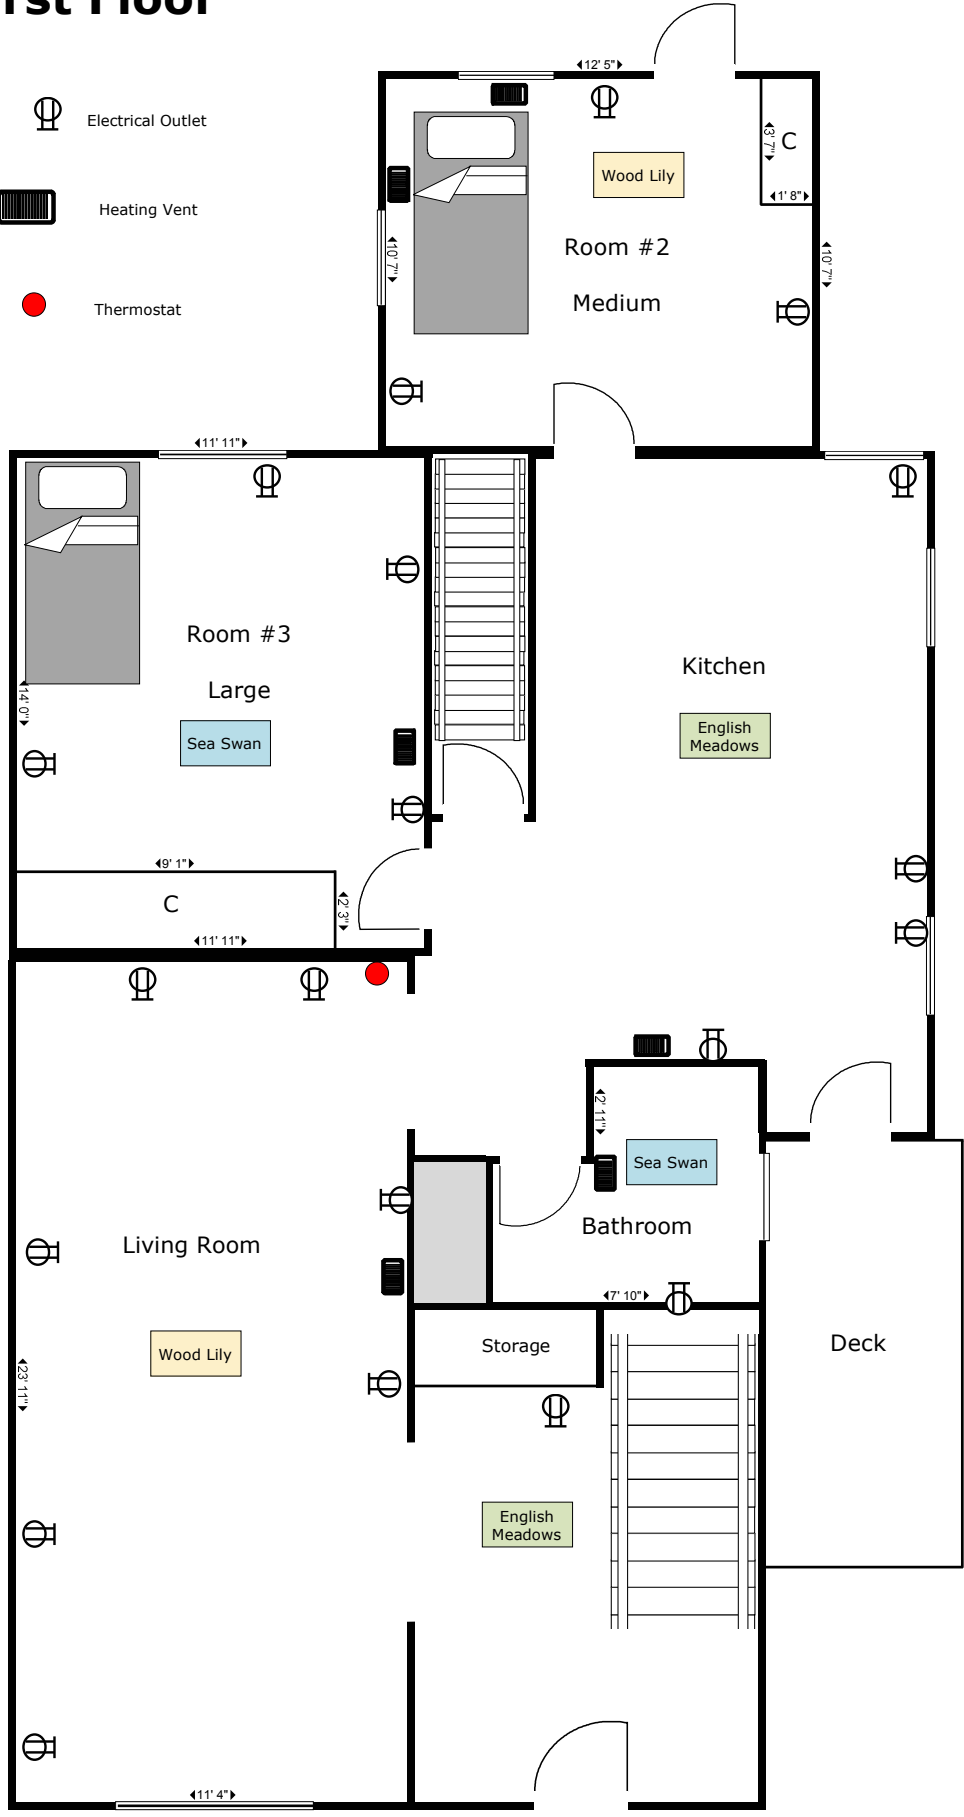 rst Floor
Electrical Outlet
Heating Vent
Thermostat
12' 5"
3' 7"
C
1' 8"
Wood Lily
Room #2
Medium
10' 7"
10' 7"
11' 11"
Room #3
Large
Sea Swan
14' 0"
9' 1"
C
2' 3"
11' 11"
Kitchen
English
Meadows
2' 11"
Sea Swan
Bathroom
7' 10"
Living Room
Wood Lily
23' 11"
Storage
Deck
English
Meadows
11' 4"